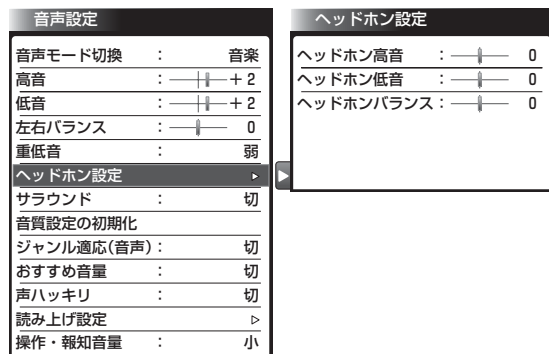 音声設定
音声モード切換 : 音楽
高音 : +2
低音 : +2
左右バランス : 0
重低音 : 弱
ヘッドホン設定
サラウンド : 切
音質設定の初期化
ジャンル適応(音声) : 切
おすすめ音量 : 切
声ハッキリ : 切
読み上げ設定
操作・報知音量 : 小
ヘッドホン設定
ヘッドホン高音 : 0
ヘッドホン低音 : 0
ヘッドホンバランス : 0